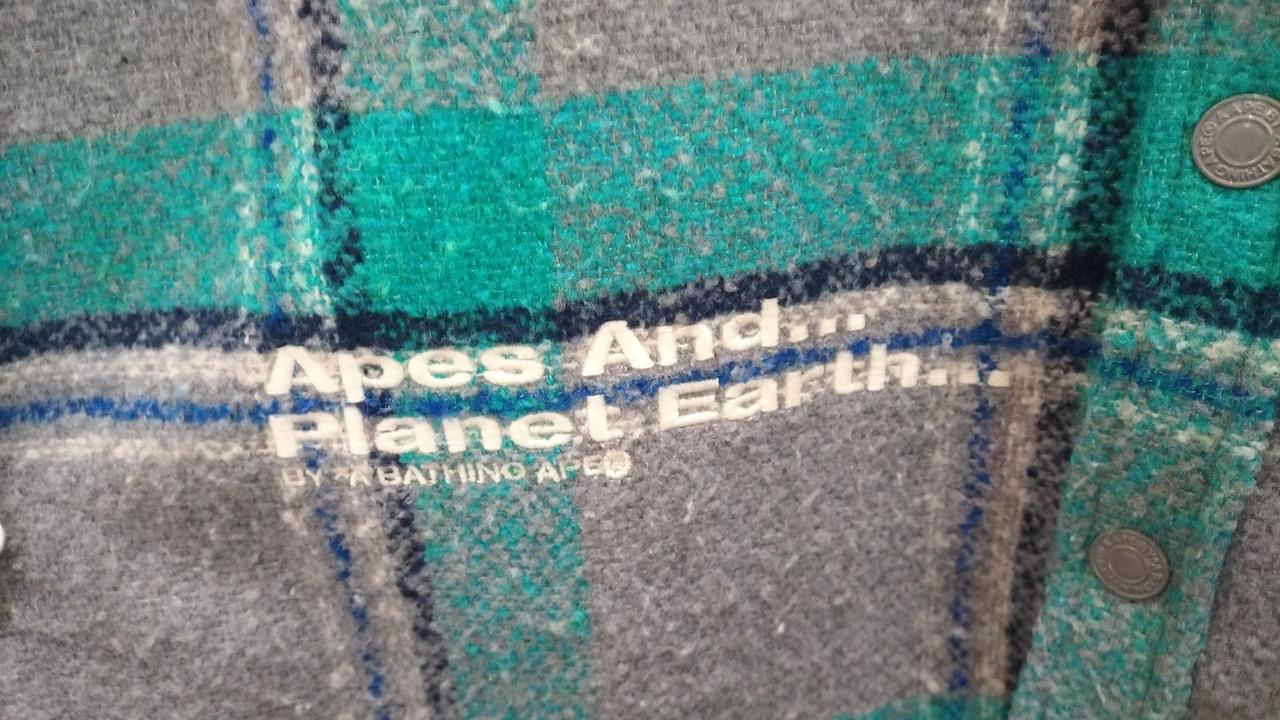 Apes And...
Planet Earth...
BY *A BATHING APE®